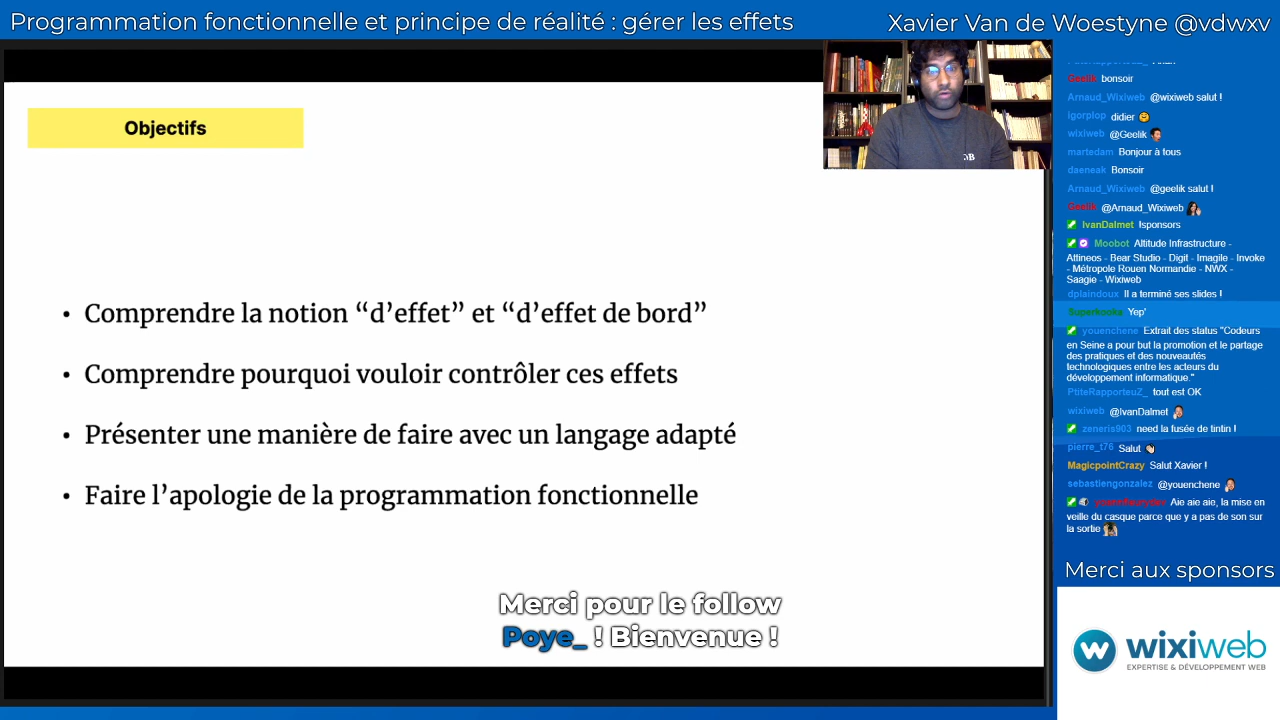 Programmation fonctionnelle et principe de réalité : gérer les effets
Xavier Van de Woestyne @vdwxv
Objectifs
• Comprendre la notion “d’effet” et “d’effet de bord”
• Comprendre pourquoi vouloir contrôler ces effets
• Présenter une manière de faire avec un langage adapté
• Faire l’apologie de la programmation fonctionnelle
Merci pour le follow
Poye_ ! Bienvenue !
Geelik bonsoir
Arnaud_Wixiweb @wixiweb salut !
igorplop didier
wixiweb @Geelik
martedam Bonjour à tous
daeneak Bonsoir
Arnaud_Wixiweb @geelik salut !
Geelik @Arnaud_Wixiweb
IvanDalmet !sponsors
Moobot Altitude Infrastructure -
Attineos - Bear Studio - Digit - Imagile - Invoke
- Métropole Rouen Normandie - NWX -
Saagie - Wixiweb
dplaindoux Il a terminé ses slides !
Superkooka Yep'
youenchene Extrait des status "Codeurs
en Seine a pour but la promotion et le partage
des pratiques et des nouveautés
technologiques entre les acteurs du
développement informatique."
PtiteRapporteuZ_ tout est OK
wixiweb @IvanDalmet
zeneris903 need la fusée de tintin !
pierre_t76 Salut
MagicpointCrazy Salut Xavier !
sebastiengonzalez @youenchene
Aie aie aie, la mise en
veille du casque parce que y a pas de son sur
la sortie
Merci aux sponsors
wixiweb
EXPERTISE & DÉVELOPPEMENT WEB